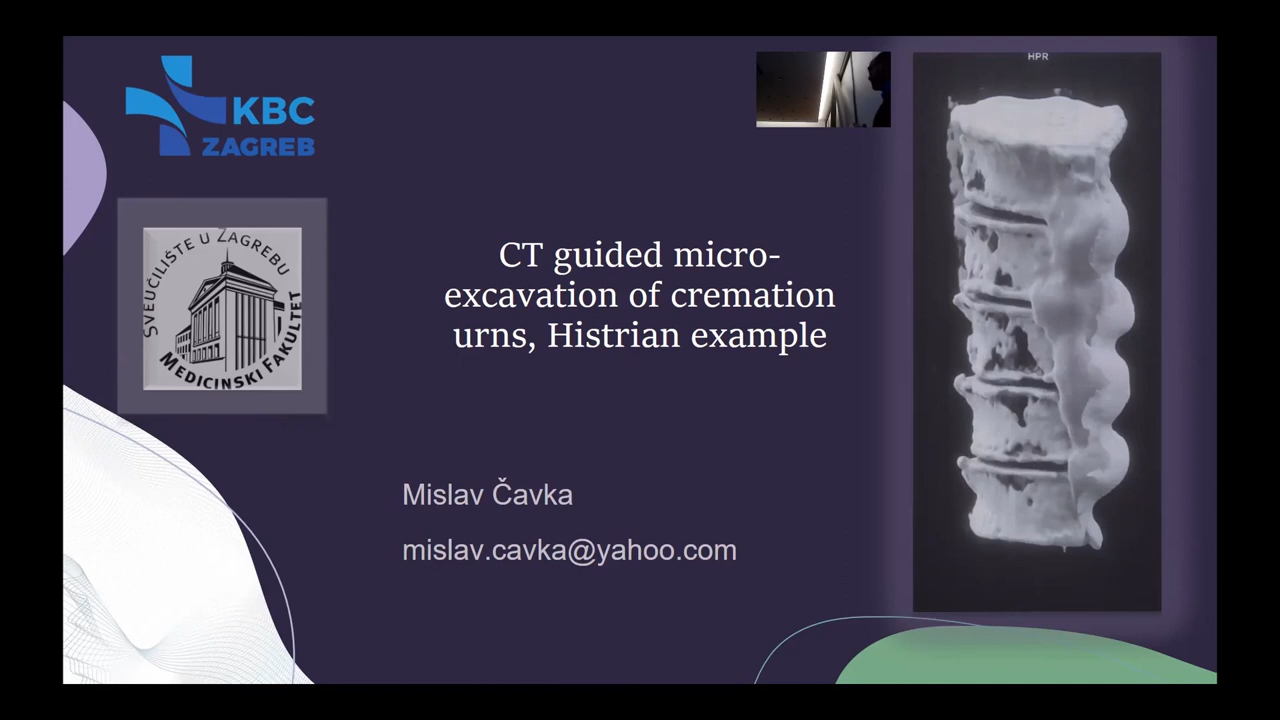 KBC
ZAGREB
HPR
SVEUČILIŠTE U ZAGREBU
MEDICINSKI FAKULTET
CT guided micro-
excavation of cremation
urns, Histrian example
Mislav Čavka
mislav.cavka@yahoo.com